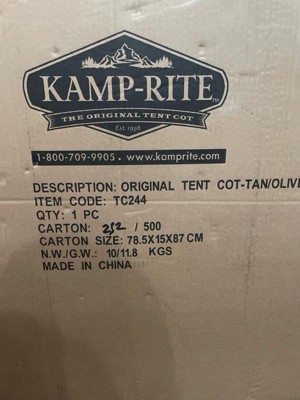 KAMP-RITE
THE ORIGINAL TENT COT
Est. 1998
1-800-709-9905 . www.kamprite.com
DESCRIPTION: ORIGINAL TENT COT-TAN/OLIVE
ITEM CODE: TC244
QTY: 1 PC
CARTON: 252 / 500
CARTON SIZE: 78.5X15X87 CM
N.W./G.W.: 10/11.8 KGS
MADE IN CHINA